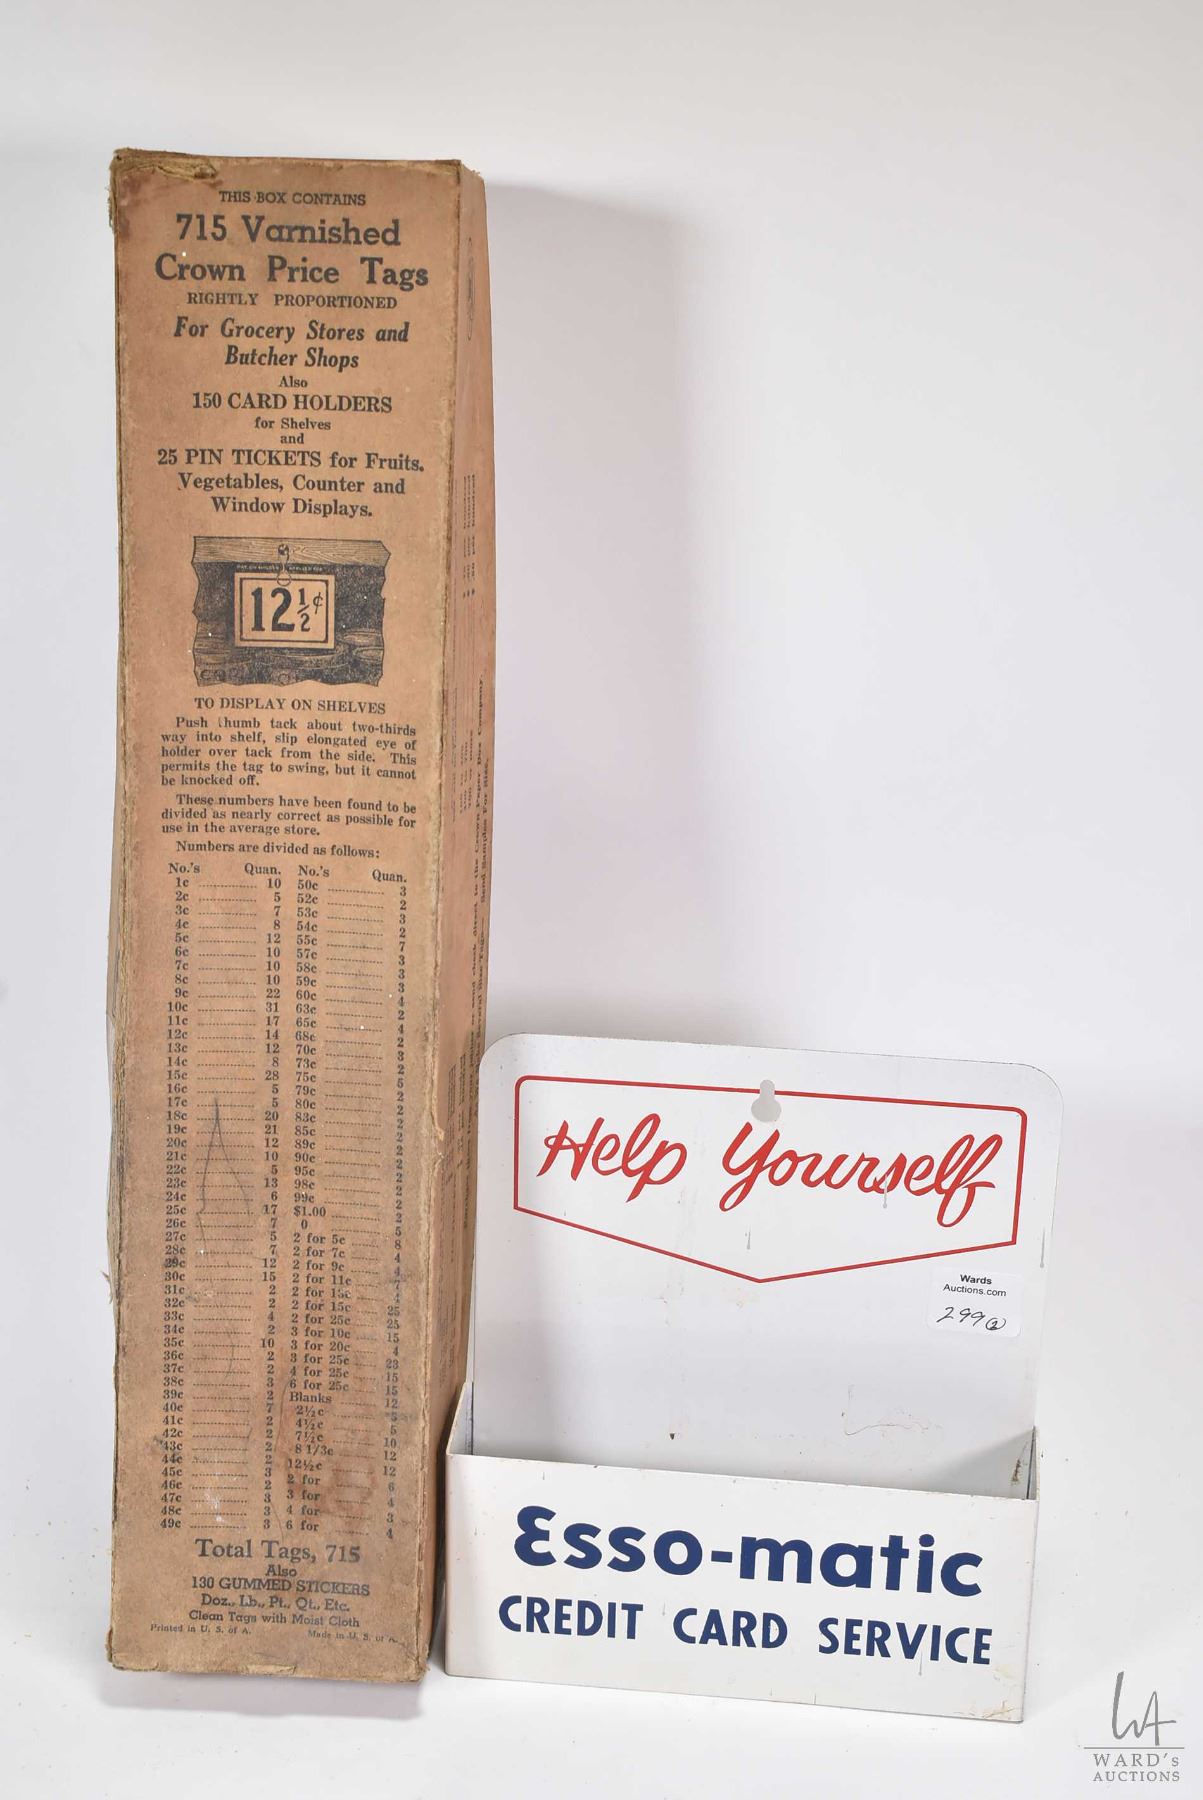 THIS BOX CONTAINS
715 Varnished
Crown Price Tags
RIGHTLY PROPORTIONED
For Grocery Stores and
Butcher Shops
Also
150 CARD HOLDERS
for Shelves
and
25 PIN TICKETS for Fruits.
Vegetables, Counter and
Window Displays.
12½¢
TO DISPLAY ON SHELVES
Push thumb tack about two-thirds
way into shelf, slip elongated eye of
holder over tack from the side. This
permits the tag to swing, but it cannot
be knocked off.
These numbers have been found to be
divided as nearly correct as possible for
use in the average store.
Numbers are divided as follows:
No.'s Quan. No.'s Quan.
1c 10 50c 3
2c 5 52c 2
3c 7 53c 3
4c 8 54c 2
5c 12 55c 7
6c 10 57c 3
7c 10 58c 3
8c 10 59c 3
9c 22 60c 4
10c 31 63c 2
11c 17 65c 4
12c 14 68c 2
13c 12 70c 3
14c 8 73c 2
15c 28 75c 5
16c 5 79c 2
17c 5 80c 2
18c 20 83c 2
19c 21 85c 2
20c 12 89c 2
21c 10 90c 2
22c 5 95c 2
23c 13 98c 2
24c 6 99c 2
25c 17 $1.00 2
26c 7 0 5
27c 5 2 for 5c 8
28c 7 2 for 7c 4
29c 12 2 for 9c 4
30c 15 2 for 11c 7
31c 2 2 for 13c 4
32c 2 2 for 15c 25
33c 4 2 for 25c 25
34c 2 3 for 10c 15
35c 10 3 for 20c 4
36c 2 3 for 25c 23
37c 2 4 for 25c 15
38c 3 6 for 25c 15
39c 2 Blanks 12
40c 7 2½c 3
41c 2 4½c 5
42c 2 7½c 10
43c 2 8 1/3c 12
44c 2 12½c 12
45c 3 2 for 6
46c 2 3 for 4
47c 3 4 for 3
48c 3 6 for 4
49c 3
Total Tags, 715
Also
130 GUMMED STICKERS
Doz., Lb., Pt., Qt., Etc.
Clean Tags with Moist Cloth
Printed in U. S. of A. Made in U. S. of A.
Help Yourself
Wards
Auctions.com
299 2
Esso-matic
CREDIT CARD SERVICE
WARD's
AUCTIONS